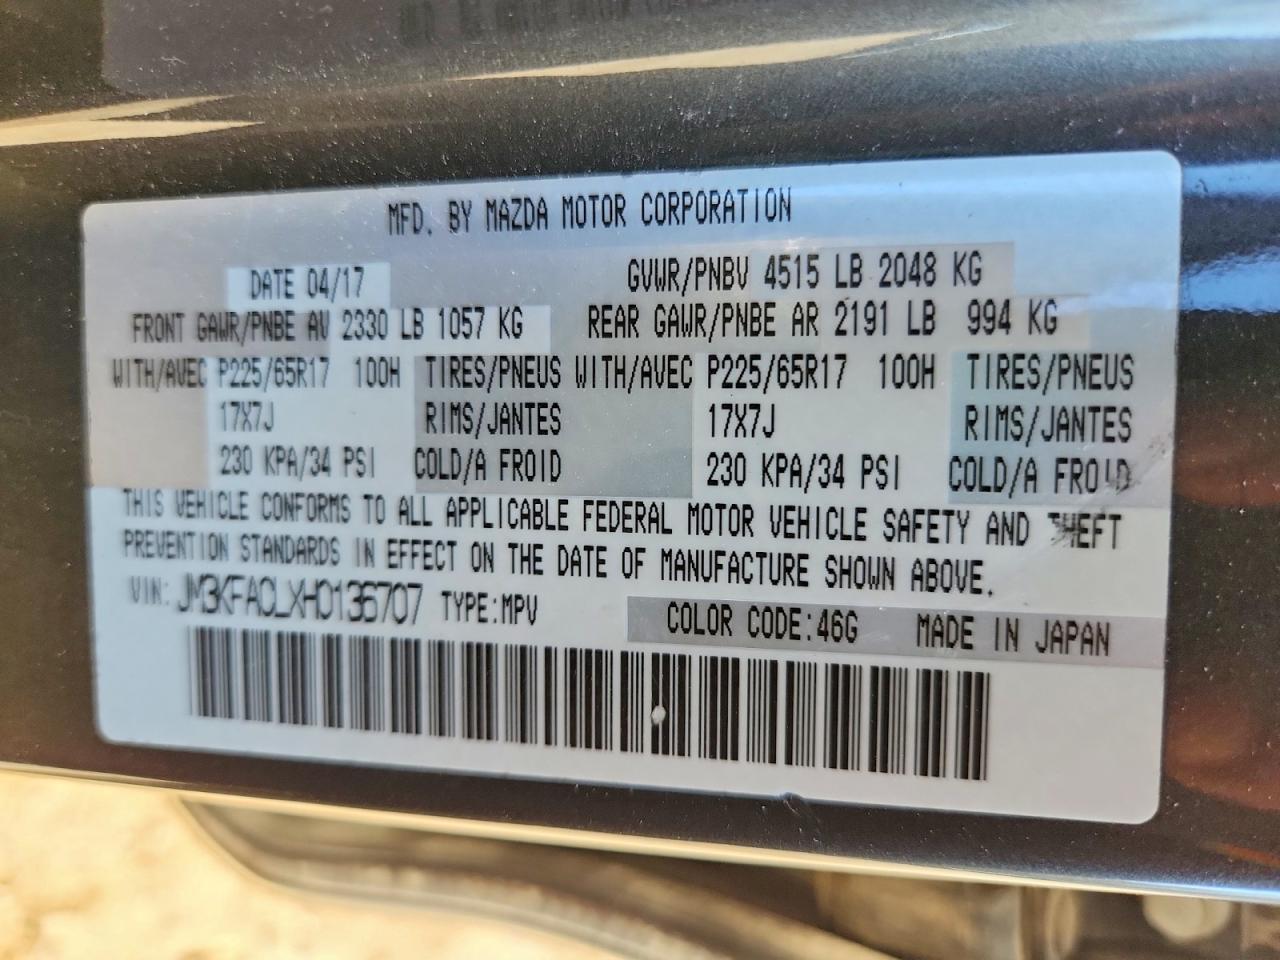 MFD. BY MAZDA MOTOR CORPORATION
DATE 04/17 GVWR/PNBV 4515 LB 2048 KG
FRONT GAWR/PNBE AV 2330 LB 1057 KG REAR GAWR/PNBE AR 2191 LB 994 KG
WITH/AVEC P225/65R17 100H TIRES/PNEUS WITH/AVEC P225/65R17 100H TIRES/PNEUS
17X7J RIMS/JANTES 17X7J RIMS/JANTES
230 KPA/34 PSI COLD/A FROID 230 KPA/34 PSI COLD/A FROID
THIS VEHICLE CONFORMS TO ALL APPLICABLE FEDERAL MOTOR VEHICLE SAFETY AND THEFT
PREVENTION STANDARDS IN EFFECT ON THE DATE OF MANUFACTURE SHOWN ABOVE.
VIN: JM3KFACLXH0136707 TYPE:MPV COLOR CODE:46G MADE IN JAPAN